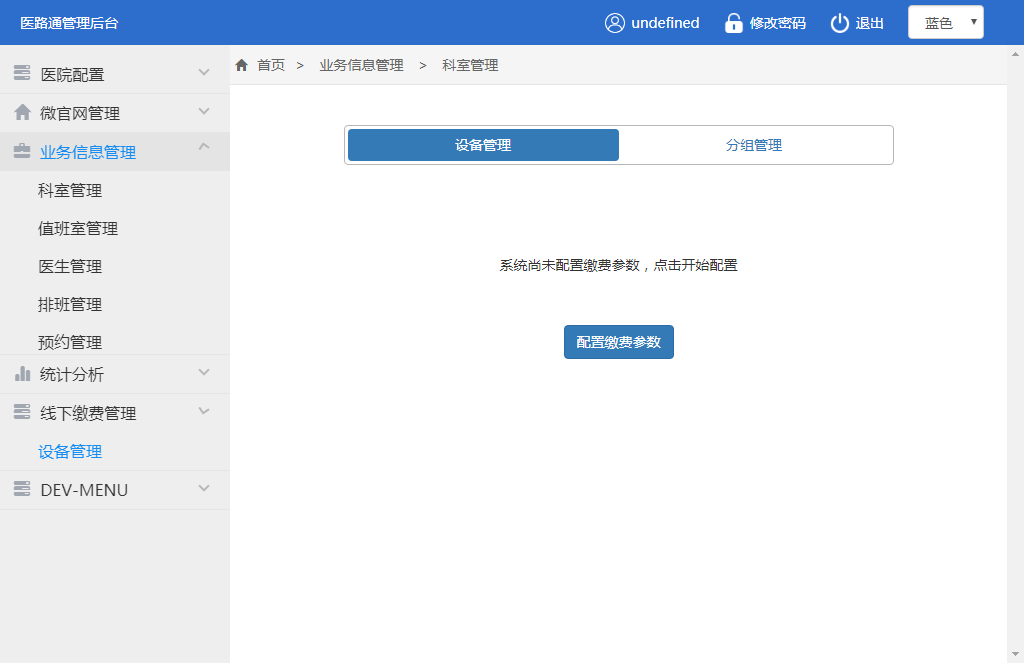 医路通管理后台
undefined
修改密码
退出
蓝色
医院配置
微官网管理
业务信息管理
科室管理
值班室管理
医生管理
排班管理
预约管理
统计分析
线下缴费管理
设备管理
DEV-MENU
首页 > 业务信息管理 > 科室管理
设备管理
分组管理
系统尚未配置缴费参数，点击开始配置
配置缴费参数